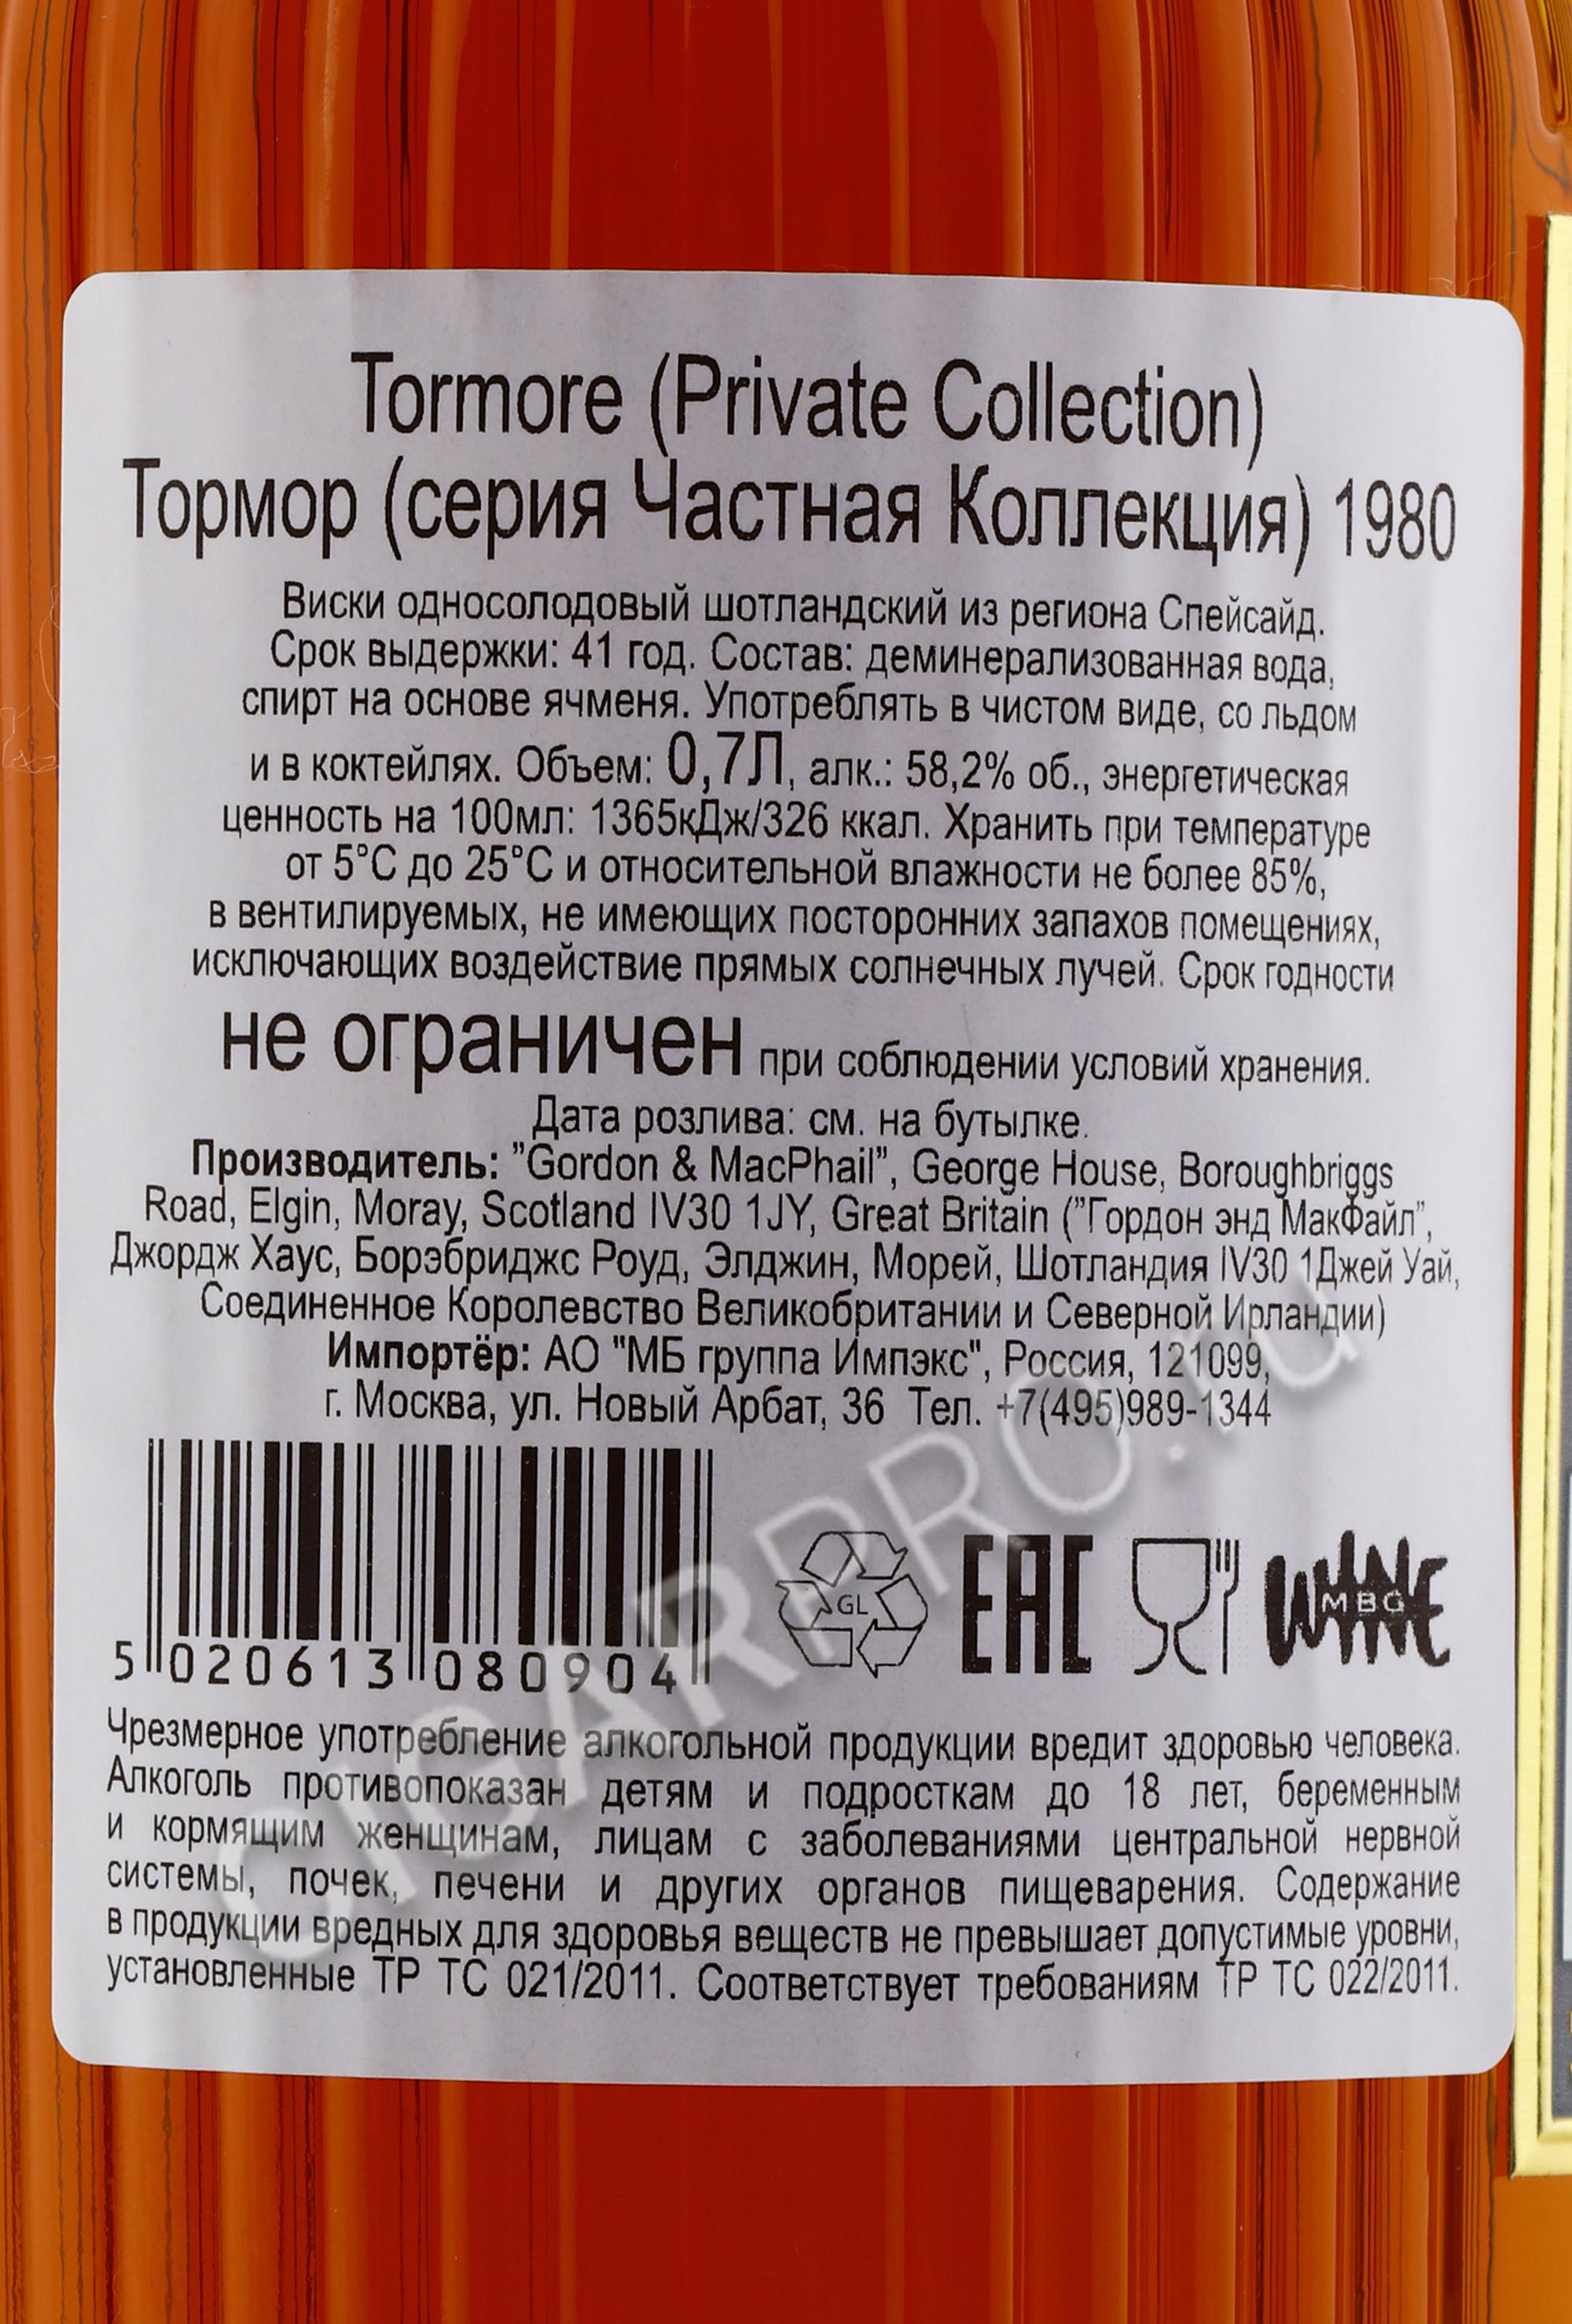 Tormore (Private Collection)
Тормор (серия Частная Коллекция) 1980
Виски односолодовый шотландский из региона Спейсайд.
Срок выдержки: 41 год. Состав: деминерализованная вода,
спирт на основе ячменя. Употреблять в чистом виде, со льдом
и в коктейлях. Объем: 0,7Л, алк.: 58,2% об., энергетическая
ценность на 100мл: 1365кДж/326 ккал. Хранить при температуре
от 5°С до 25°С и относительной влажности не более 85%,
в вентилируемых, не имеющих посторонних запахов помещениях,
исключающих воздействие прямых солнечных лучей. Срок годности
не ограничен при соблюдении условий хранения.
Дата розлива: см. на бутылке.
Производитель: "Gordon & MacPhail", George House, Boroughbriggs
Road, Elgin, Moray, Scotland IV30 1JY, Great Britain ("Гордон энд МакФайл",
Джордж Хаус, Борэбриджс Роуд, Элджин, Морей, Шотландия IV30 1Джей Уай,
Соединенное Королевство Великобритании и Северной Ирландии)
Импортёр: АО "МБ группа Импэкс", Россия, 121099,
г. Москва, ул. Новый Арбат, 36 Тел. +7(495)989-1344
5 020613 080904
GL
EAC
WINE
MBG
Чрезмерное употребление алкогольной продукции вредит здоровью человека.
Алкоголь противопоказан детям и подросткам до 18 лет, беременным
и кормящим женщинам, лицам с заболеваниями центральной нервной
системы, почек, печени и других органов пищеварения. Содержание
в продукции вредных для здоровья веществ не превышает допустимые уровни,
установленные ТР ТС 021/2011. Соответствует требованиям ТР ТС 022/2011.
CIGARPRO.ru